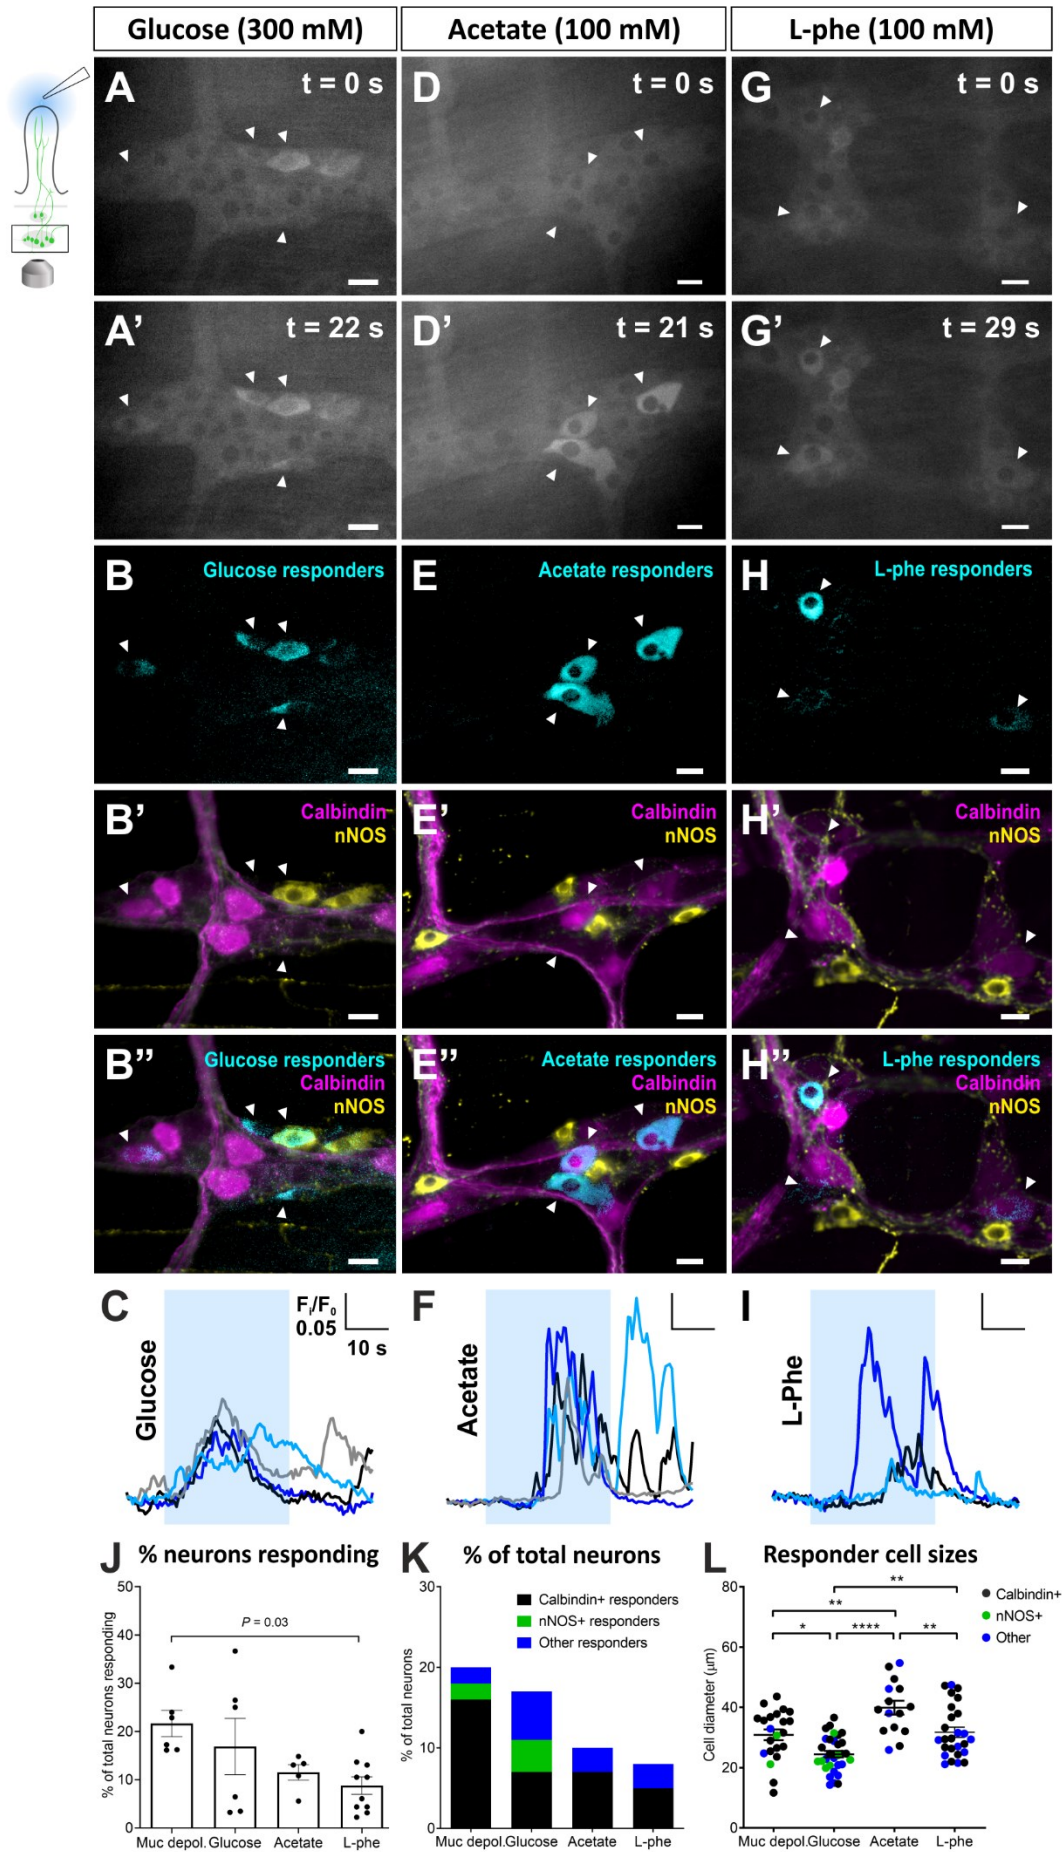 Glucose (300 mM)
Acetate (100 mM)
L-phe (100 mM)
A
t = 0 s
D
t = 0 s
G
t = 0 s
A’
t = 22 s
D’
t = 21 s
G’
t = 29 s
B
Glucose responders
E
Acetate responders
H
L-phe responders
B’
Calbindin
nNOS
E’
Calbindin
nNOS
H’
Calbindin
nNOS
B’’
Glucose responders
Calbindin
nNOS
E’’
Acetate responders
Calbindin
nNOS
H’’
L-phe responders
Calbindin
nNOS
C
Fi/F0
0.05
10 s
Glucose
F
Acetate
I
L-Phe
J
% neurons responding
% of total neurons responding
50
40
30
20
10
0
P = 0.03
Muc depol.
Glucose
Acetate
L-phe
K
% of total neurons
% of total neurons
30
20
10
0
Calbindin+ responders
nNOS+ responders
Other responders
Muc depol.
Glucose
Acetate
L-phe
L
Responder cell sizes
Cell diameter (μm)
80
60
40
20
0
**
**
*
****
**
Calbindin+
nNOS+
Other
Muc depol.
Glucose
Acetate
L-phe